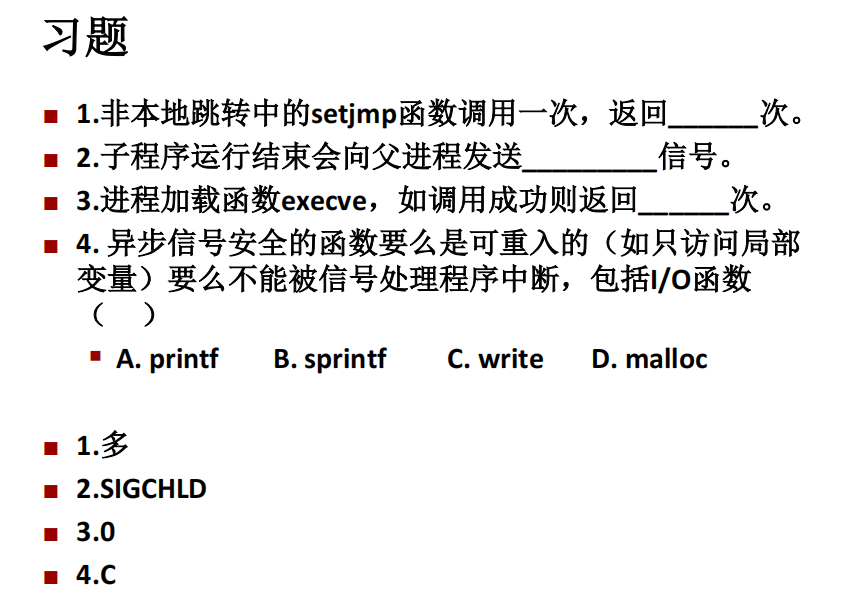 习题
1.非本地跳转中的setjmp函数调用一次，返回______次。
2.子程序运行结束会向父进程发送_________信号。
3.进程加载函数execve，如调用成功则返回______次。
4. 异步信号安全的函数要么是可重入的（如只访问局部
变量）要么不能被信号处理程序中断，包括I/O函数
（ ）
A. printf B. sprintf C. write D. malloc
1.多
2.SIGCHLD
3.0
4.C